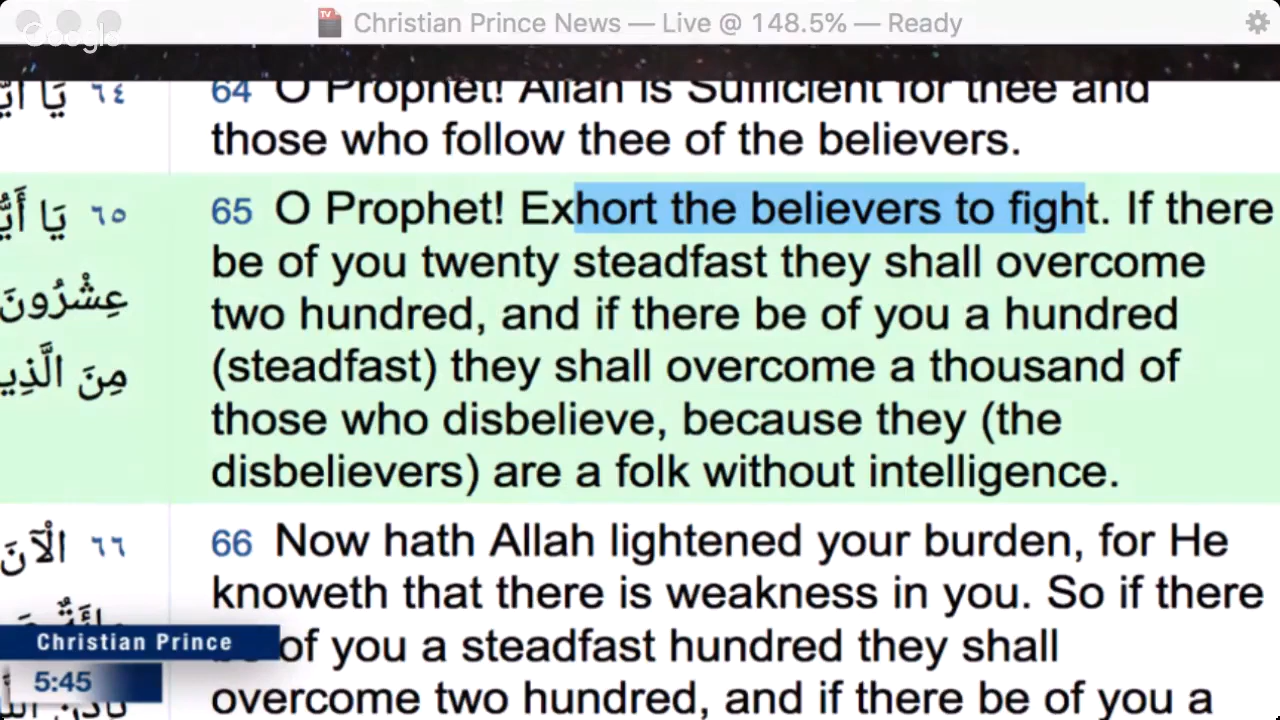 Google
TV Christian Prince News — Live @ 148.5% — Ready
64 O Prophet! Allah is Sufficient for thee and ٦٤ يَا
those who follow thee of the believers.
65 O Prophet! Exhort the believers to fight. If there ٦٥ يَا
be of you twenty steadfast they shall overcome
عِشْرُونَ
two hundred, and if there be of you a hundred
(steadfast) they shall overcome a thousand of
مِنَ
those who disbelieve, because they (the
disbelievers) are a folk without intelligence.
66 Now hath Allah lightened your burden, for He ٦٦ الْآنَ
knoweth that there is weakness in you. So if there
Christian Prince
of you a steadfast hundred they shall
5:45
overcome two hundred, and if there be of you a